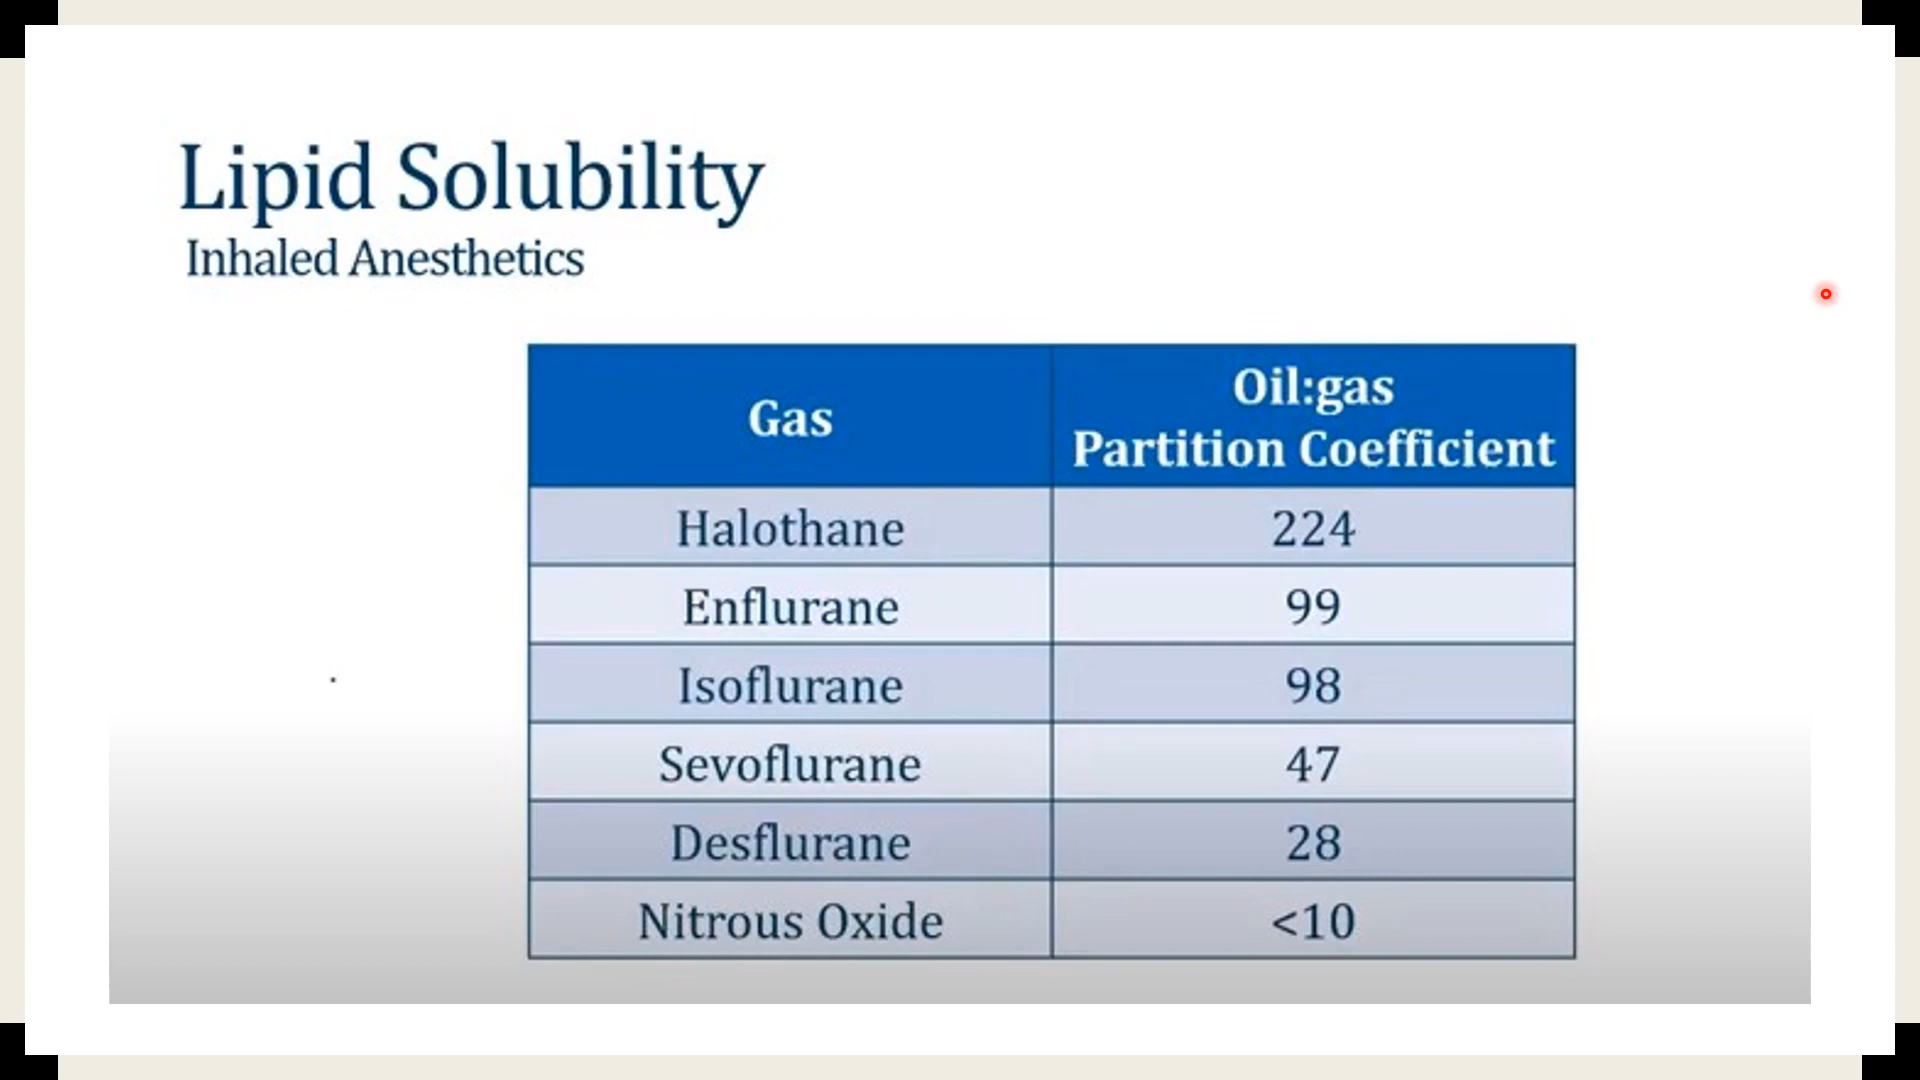 Lipid Solubility
Inhaled Anesthetics
Gas
Oil:gas
Partition Coefficient
Halothane 224
Enflurane 99
Isoflurane 98
Sevoflurane 47
Desflurane 28
Nitrous Oxide <10